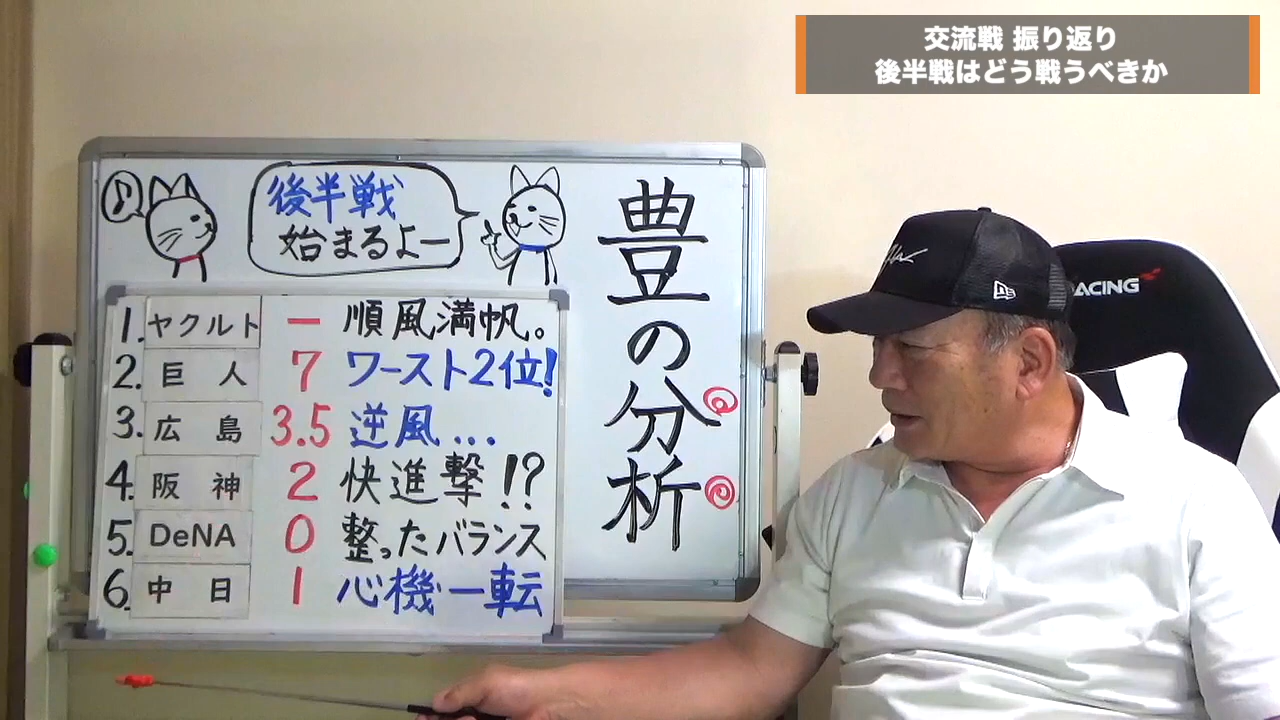 交流戦 振り返り
後半戦はどう戦うべきか
後半戦
始まるよー
豊の分析
1. ヤクルト ー 順風満帆。
2. 巨人 7 ワースト2位!
3. 広島 3.5 逆風...
4. 阪神 2 快進撃!?
5. DeNA 0 整ったバランス
6. 中日 1 心機一転
RACING